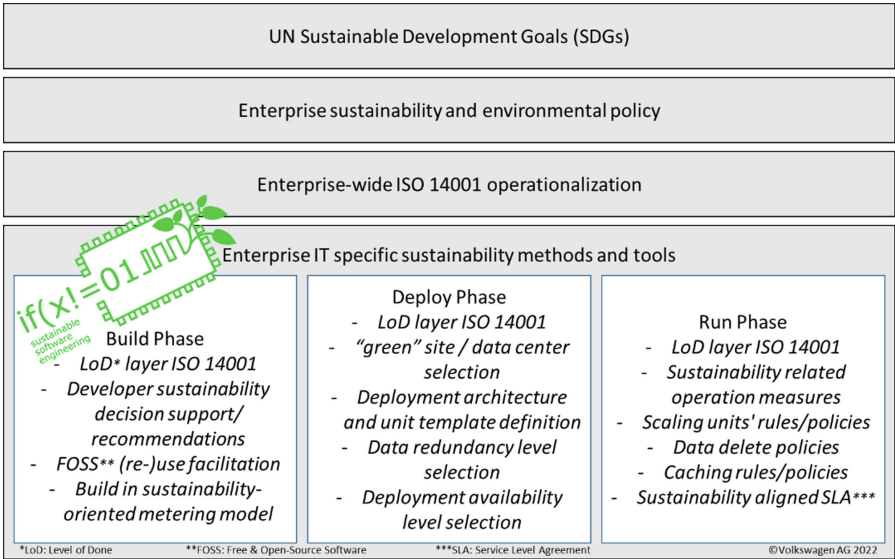 UN Sustainable Development Goals (SDGs)
Enterprise sustainability and environmental policy
Enterprise-wide ISO 14001 operationalization
Enterprise IT specific sustainability methods and tools
if(x!=01
sustainable
software
engineering
Build Phase
- LoD* layer ISO 14001
- Developer sustainability
decision support/
recommendations
- FOSS** (re-)use facilitation
- Build in sustainability-
oriented metering model
Deploy Phase
- LoD layer ISO 14001
- “green” site / data center
selection
- Deployment architecture
and unit template definition
- Data redundancy level
selection
- Deployment availability
level selection
Run Phase
- LoD layer ISO 14001
- Sustainability related
operation measures
- Scaling units' rules/policies
- Data delete policies
- Caching rules/policies
- Sustainability aligned SLA***
*LoD: Level of Done
**FOSS: Free & Open-Source Software
***SLA: Service Level Agreement
©Volkswagen AG 2022